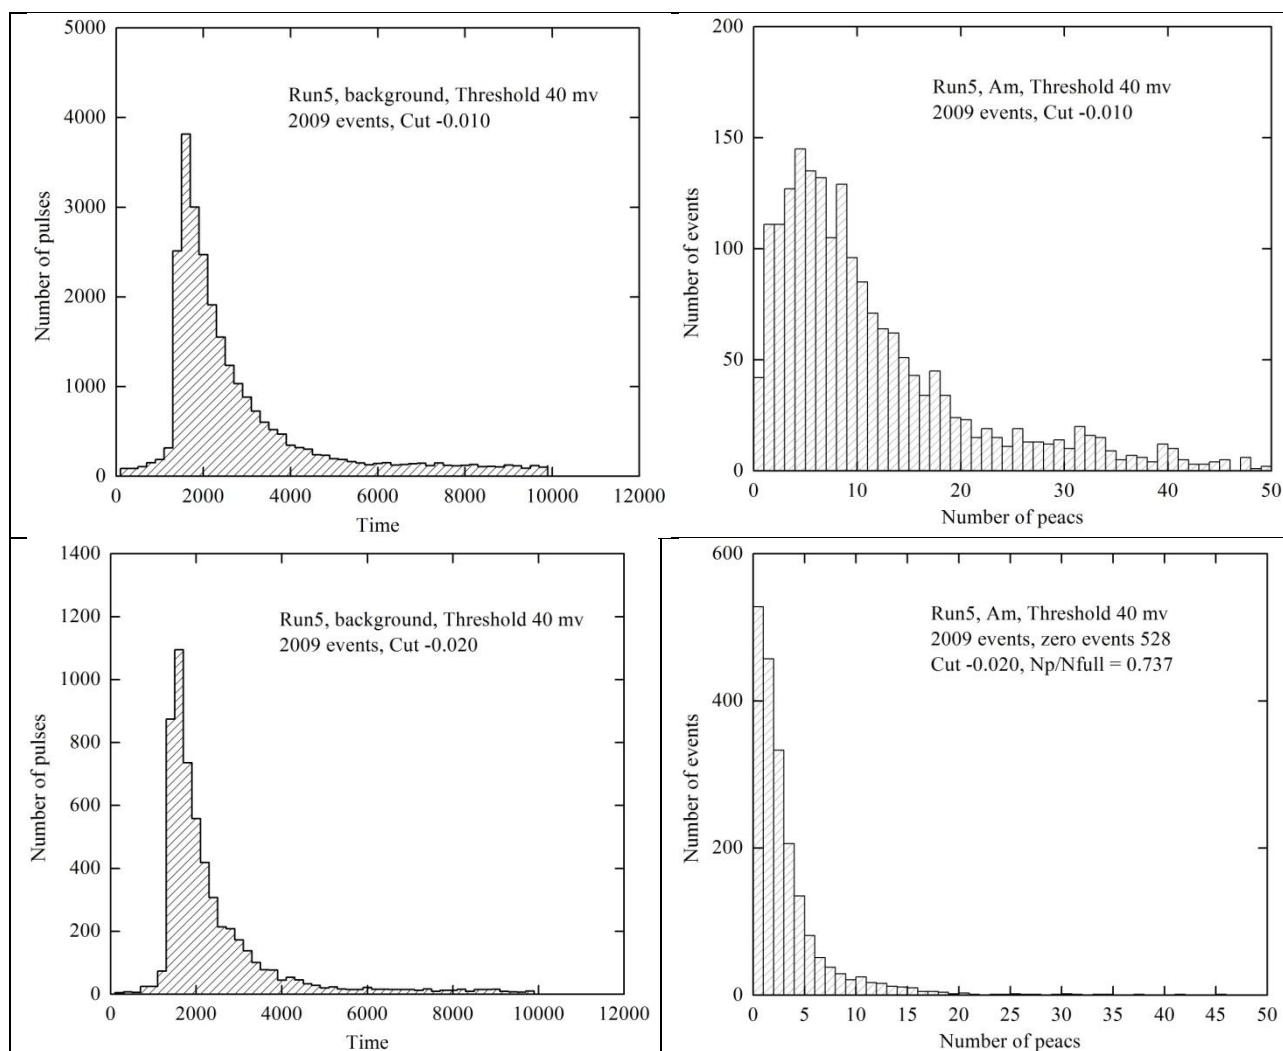 5000
4000
3000
2000
1000
0
Number of pulses
Run5, background, Threshold 40 mv
2009 events, Cut -0.010
0 2000 4000 6000 8000 10000 12000
Time
200
150
100
50
0
Number of events
Run5, Am, Threshold 40 mv
2009 events, Cut -0.010
0 10 20 30 40 50
Number of peacs
1400
1200
1000
800
600
400
200
0
Number of pulses
Run5, background, Threshold 40 mv
2009 events, Cut -0.020
0 2000 4000 6000 8000 10000 12000
Time
600
400
200
0
Number of events
Run5, Am, Threshold 40 mv
2009 events, zero events 528
Cut -0.020, Np/Nfull = 0.737
0 5 10 15 20 25 30 35 40 45 50
Number of peacs